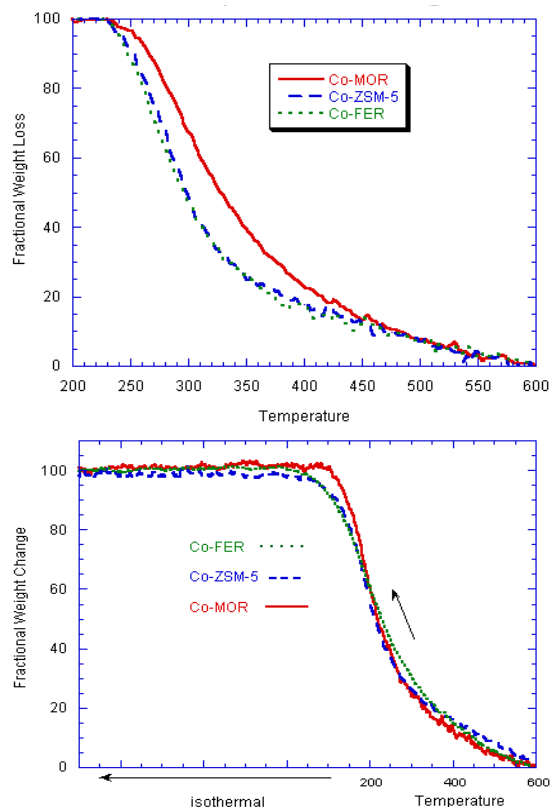 100
80
60
40
20
0
Fractional Weight Loss
Co-MOR
Co-ZSM-5
Co-FER
200 250 300 350 400 450 500 550 600
Temperature
100
80
60
40
20
0
Fractional Weight Change
Co-FER
Co-ZSM-5
Co-MOR
200 400 600
isothermal Temperature